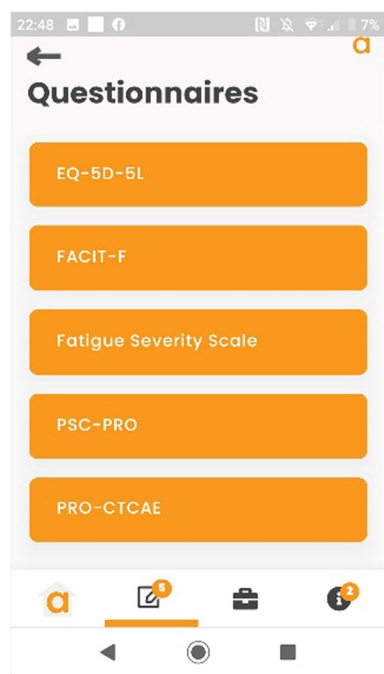 22:48 7%
a
Questionnaires
EQ-5D-5L
FACIT-F
Fatigue Severity Scale
PSC-PRO
PRO-CTCAE
a 5 2